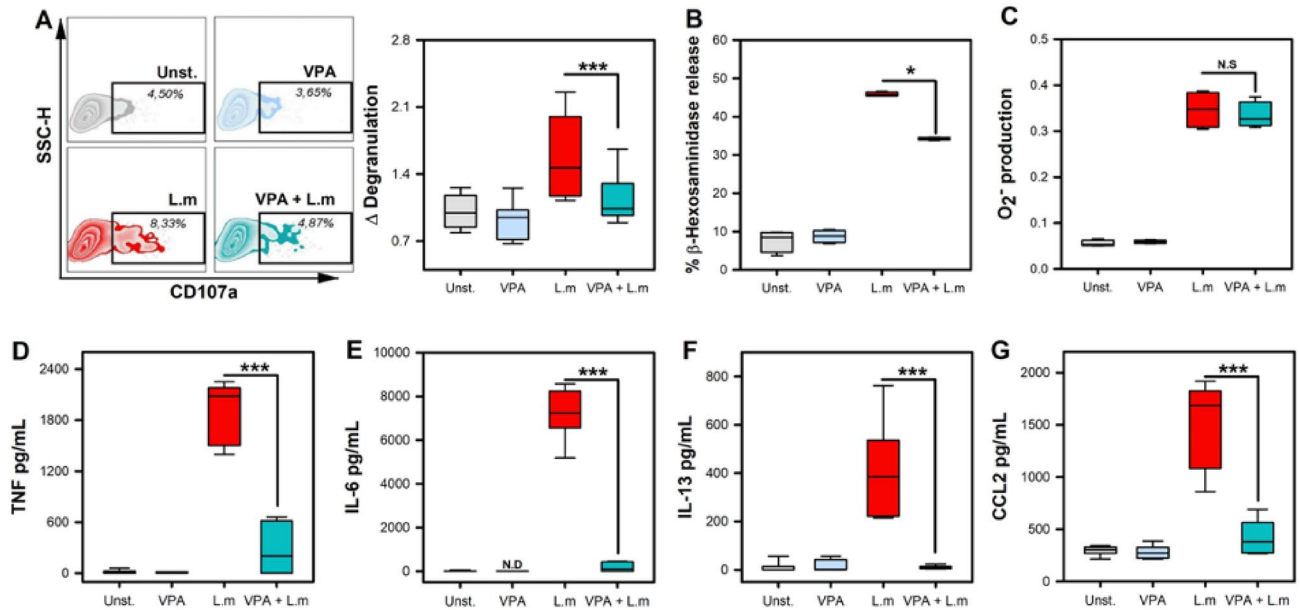 A
SSC-H
Unst.
4,50%
VPA
3,65%
L.m
8,33%
VPA + L.m
4,87%
CD107a
Δ Degranulation
2.8
2.1
1.4
0.7
***
Unst. VPA L.m VPA + L.m
B
% β-Hexosaminidase release
60
50
40
30
20
10
0
*
Unst. VPA L.m VPA + L.m
C
O2- production
0.5
0.4
0.3
0.2
0.1
0.0
N.S
Unst. VPA L.m VPA + L.m
D
TNF pg/mL
2400
1800
1200
600
0
***
Unst. VPA L.m VPA + L.m
E
IL-6 pg/mL
10000
8000
6000
4000
2000
0
N.D
***
Unst. VPA L.m VPA + L.m
F
IL-13 pg/mL
800
600
400
200
0
***
Unst. VPA L.m VPA + L.m
G
CCL2 pg/mL
2000
1500
1000
500
0
***
Unst. VPA L.m VPA + L.m